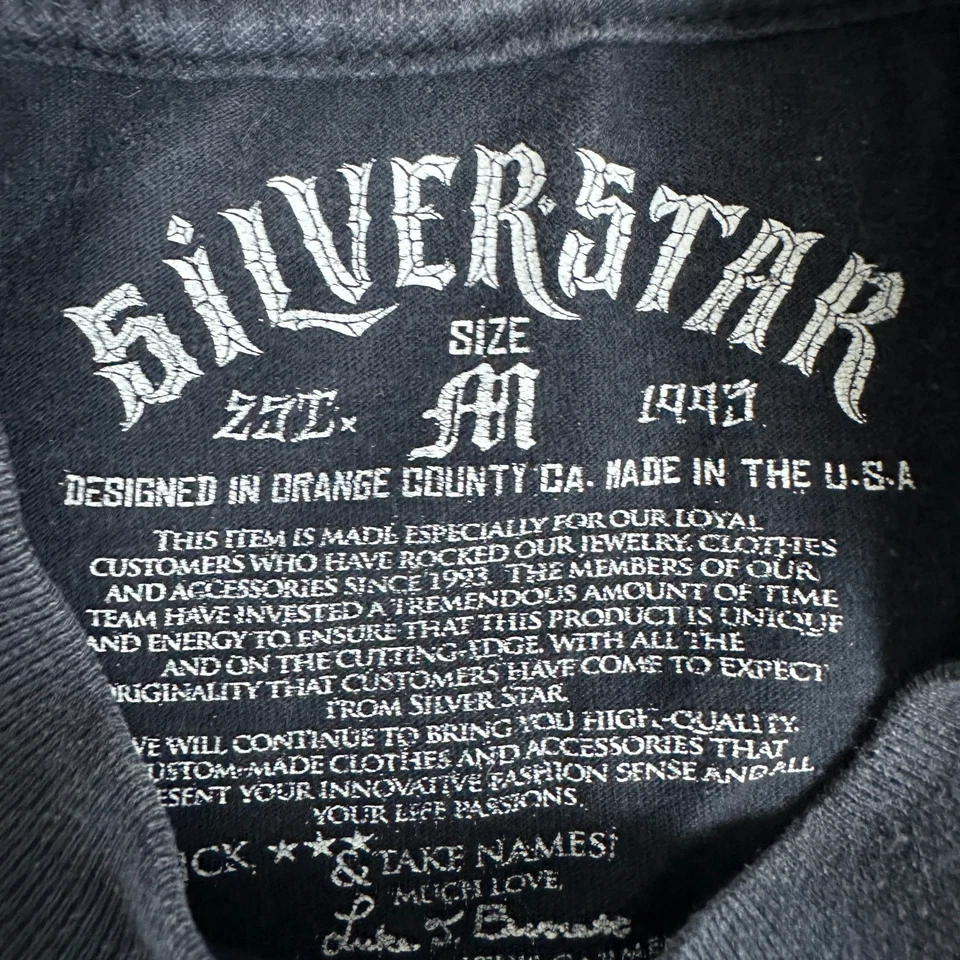 SILVER STAR
SIZE
EST. M 1993
DESIGNED IN ORANGE COUNTY CA. MADE IN THE U.S.A
THIS ITEM IS MADE ESPECIALLY FOR OUR LOYAL
CUSTOMERS WHO HAVE ROCKED OUR JEWELRY, CLOTHES
AND ACCESSORIES SINCE 1993. THE MEMBERS OF OUR
TEAM HAVE INVESTED A TREMENDOUS AMOUNT OF TIME
AND ENERGY TO ENSURE THAT THIS PRODUCT IS UNIQUE
AND ON THE CUTTING-EDGE. WITH ALL THE
ORIGINALITY THAT CUSTOMERS HAVE COME TO EXPECT
FROM SILVER STAR.
WE WILL CONTINUE TO BRING YOU HIGH-QUALITY,
CUSTOM-MADE CLOTHES AND ACCESSORIES THAT
ESENT YOUR INNOVATIVE FASHION SENSE AND ALL
YOUR LIFE PASSIONS.
ICK ★★★ & TAKE NAMES!
MUCH LOVE,
Luke J.